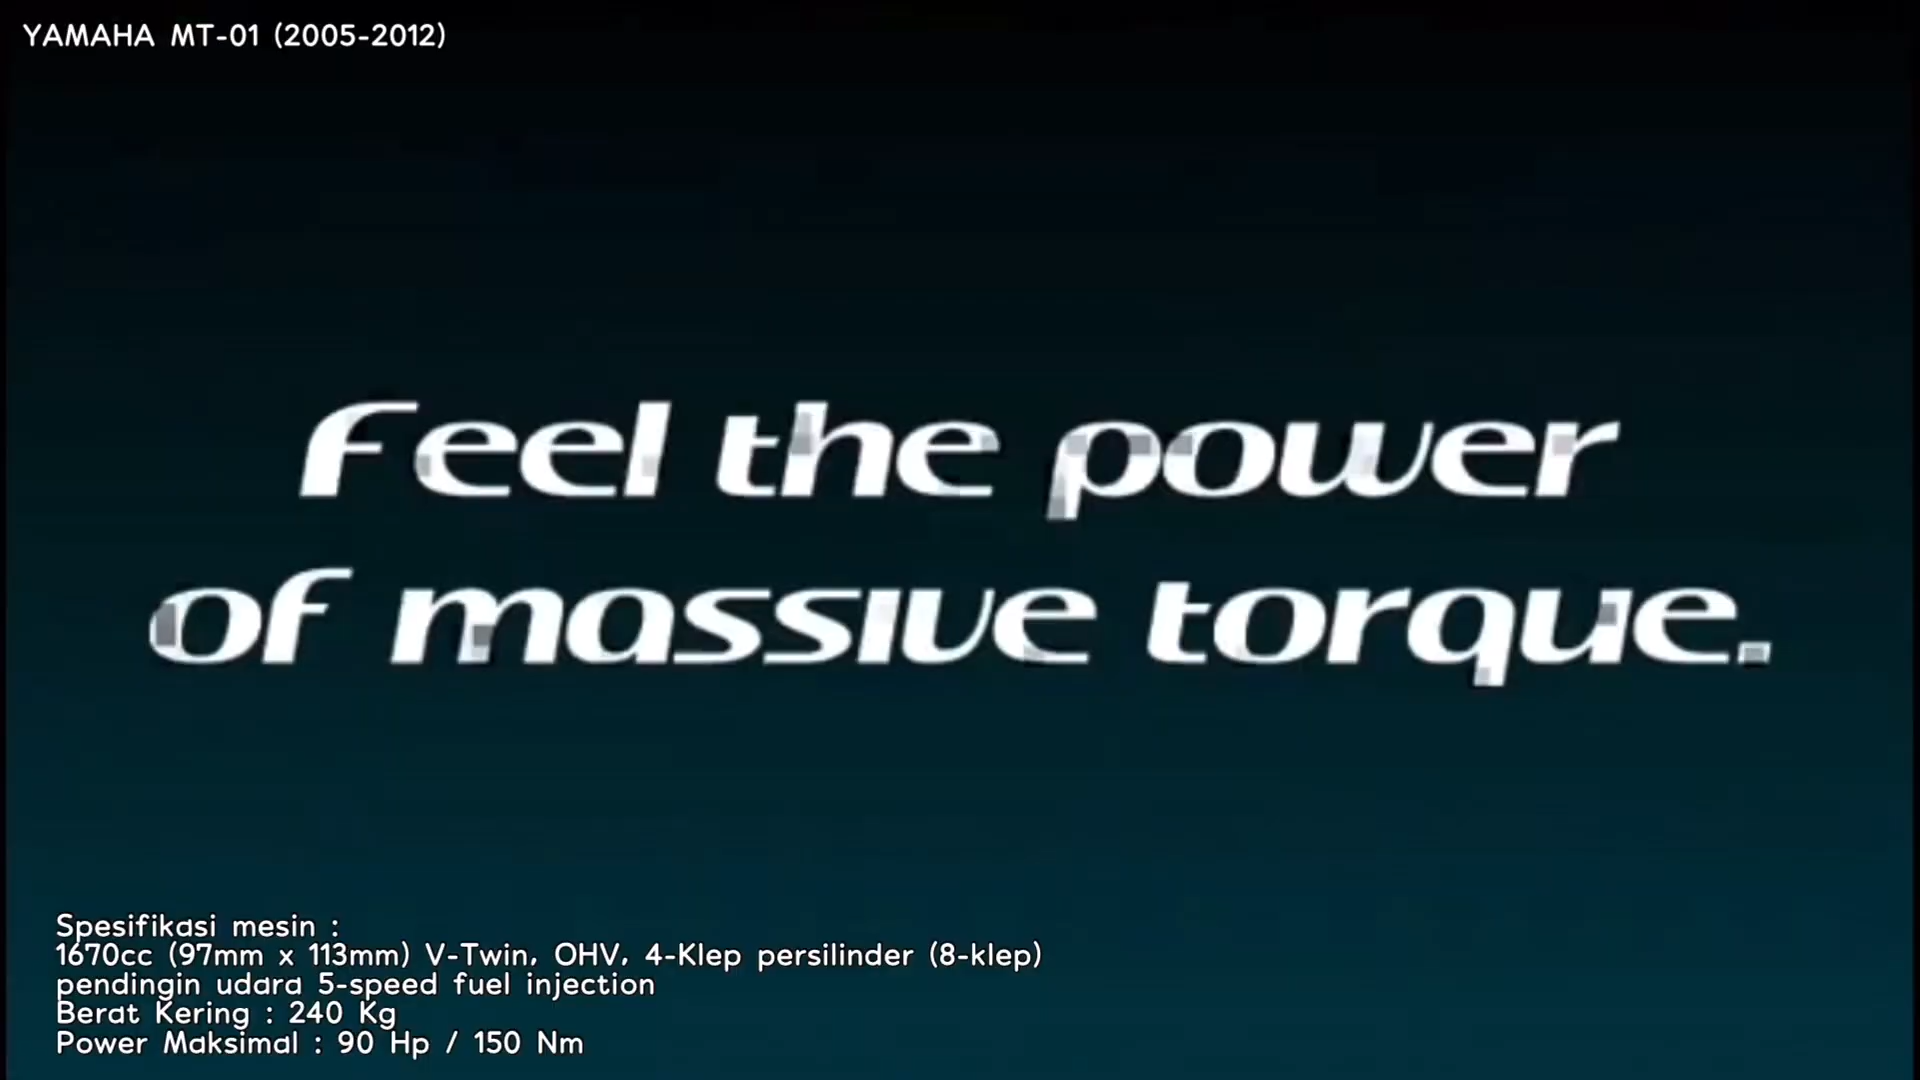 YAMAHA MT-01 (2005-2012)
Feel the power
of massive torque.
Spesifikasi mesin :
1670cc (97mm x 113mm) V-Twin, OHV, 4-Klep persilinder (8-klep)
pendingin udara 5-speed fuel injection
Berat Kering : 240 Kg
Power Maksimal : 90 Hp / 150 Nm